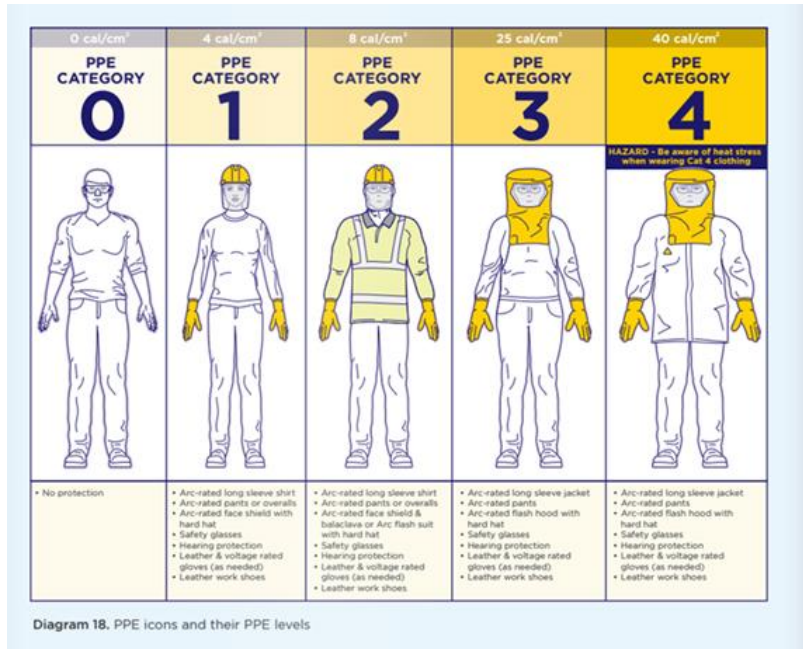 0 cal/cm²
PPE
CATEGORY
0
4 cal/cm²
PPE
CATEGORY
1
8 cal/cm²
PPE
CATEGORY
2
25 cal/cm²
PPE
CATEGORY
3
40 cal/cm²
PPE
CATEGORY
4
HAZARD - Be aware of heat stress
when wearing Cat 4 clothing
• No protection
• Arc-rated long sleeve shirt
• Arc-rated pants or overalls
• Arc-rated face shield with
hard hat
• Safety glasses
• Hearing protection
• Leather & voltage rated
gloves (as needed)
• Leather work shoes
• Arc-rated long sleeve shirt
• Arc-rated pants or overalls
• Arc-rated face shield &
balaclava or Arc flash suit
with hard hat
• Safety glasses
• Hearing protection
• Leather & voltage rated
gloves (as needed)
• Leather work shoes
• Arc-rated long sleeve jacket
• Arc-rated pants
• Arc-rated flash hood with
hard hat
• Safety glasses
• Hearing protection
• Leather & voltage rated
gloves (as needed)
• Leather work shoes
• Arc-rated long sleeve jacket
• Arc-rated pants
• Arc-rated flash hood with
hard hat
• Safety glasses
• Hearing protection
• Leather & voltage rated
gloves (as needed)
• Leather work shoes
Diagram 18. PPE icons and their PPE levels